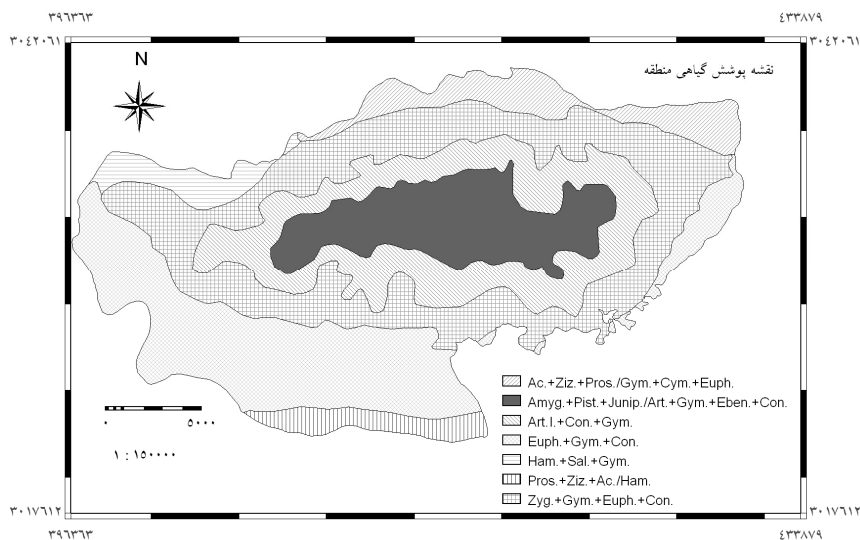 ۳۹۶۳۶۳ ۴۳۳۸۷۹
۳۰۴۲۰۶۱ ۳۰۴۲۰۶۱
N
نقشه پوشش گیاهی منطقه
Ac.+Ziz.+Pros./Gym.+Cym.+Euph.
Amyg.+Pist.+Junip./Art.+Gym.+Eben.+Con.
Art.l.+Con.+Gym.
Euph.+Gym.+Con.
Ham.+Sal.+Gym.
Pros.+Ziz.+Ac./Ham.
Zyg.+Gym.+Euph.+Con.
۰ ۵۰۰۰
۱ : ۱۵۰۰۰۰
۳۰۱۷۶۱۲ ۳۰۱۷۶۱۲
۳۹۶۳۶۳ ۴۳۳۸۷۹